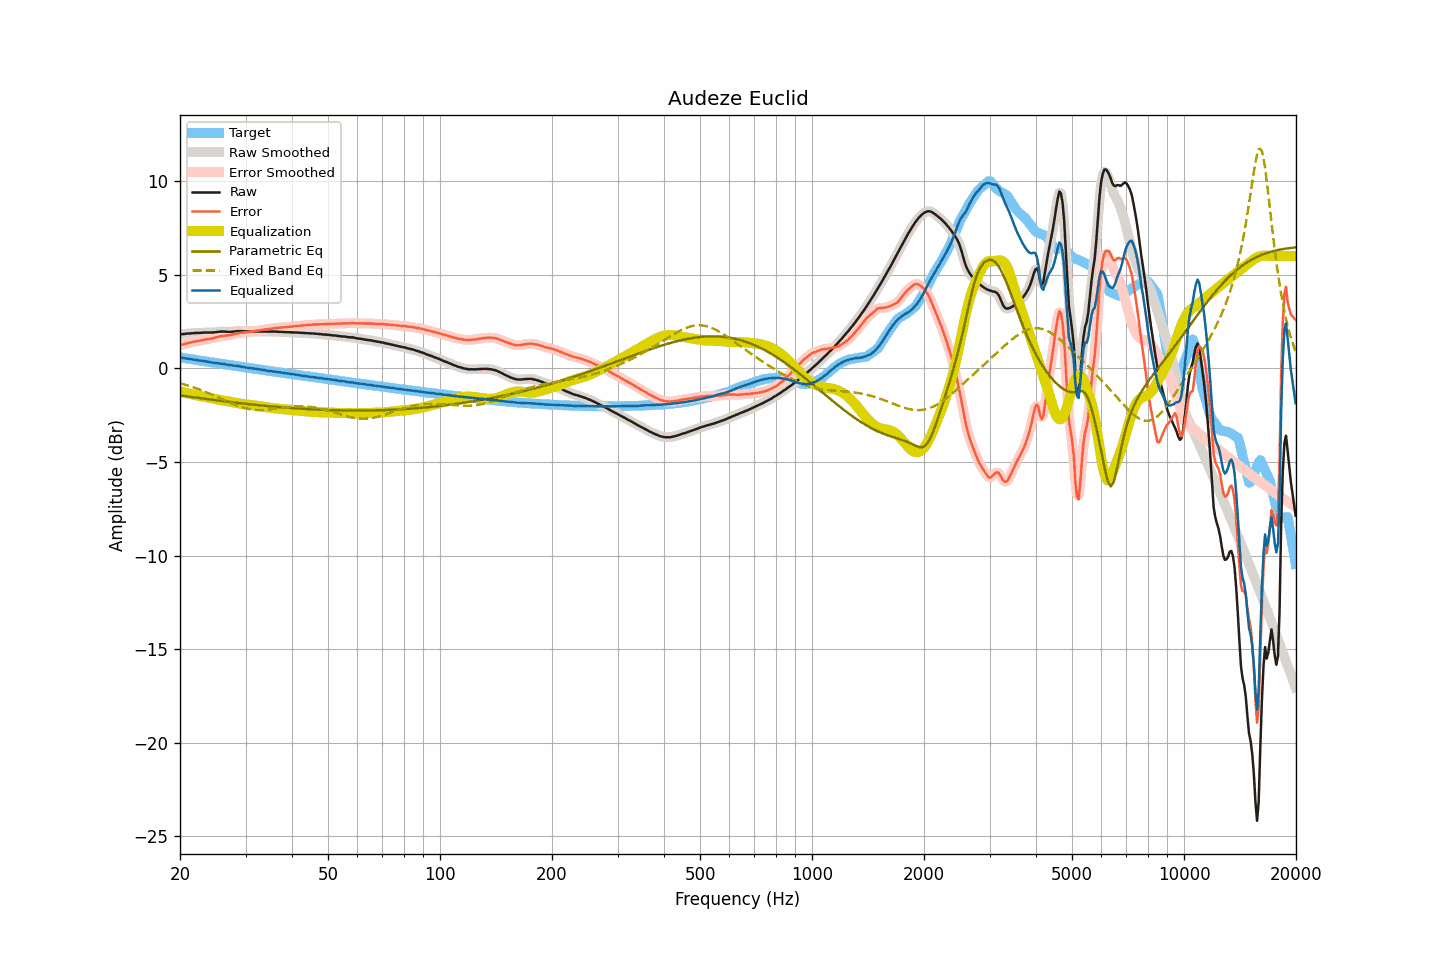 Audeze Euclid
Target
Raw Smoothed
Error Smoothed
Raw
Error
Equalization
Parametric Eq
Fixed Band Eq
Equalized
10
5
0
−5
−10
−15
−20
−25
Amplitude (dBr)
20 50 100 200 500 1000 2000 5000 10000 20000
Frequency (Hz)